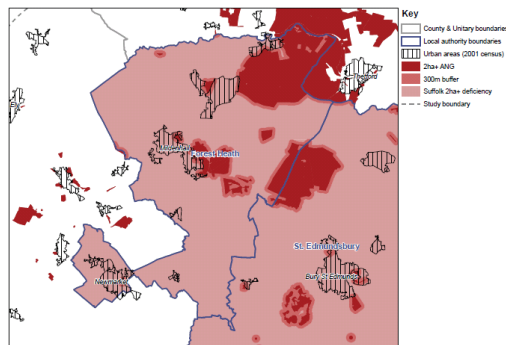 Key
County & Unitary boundaries
Local authority boundaries
Urban areas (2001 census)
2ha+ ANG
300m buffer
Suffolk 2ha+ deficiency
Study boundary
Thetford
Ely
Mildenhall
Forest Heath
St. Edmundsbury
Newmarket
Bury St Edmunds